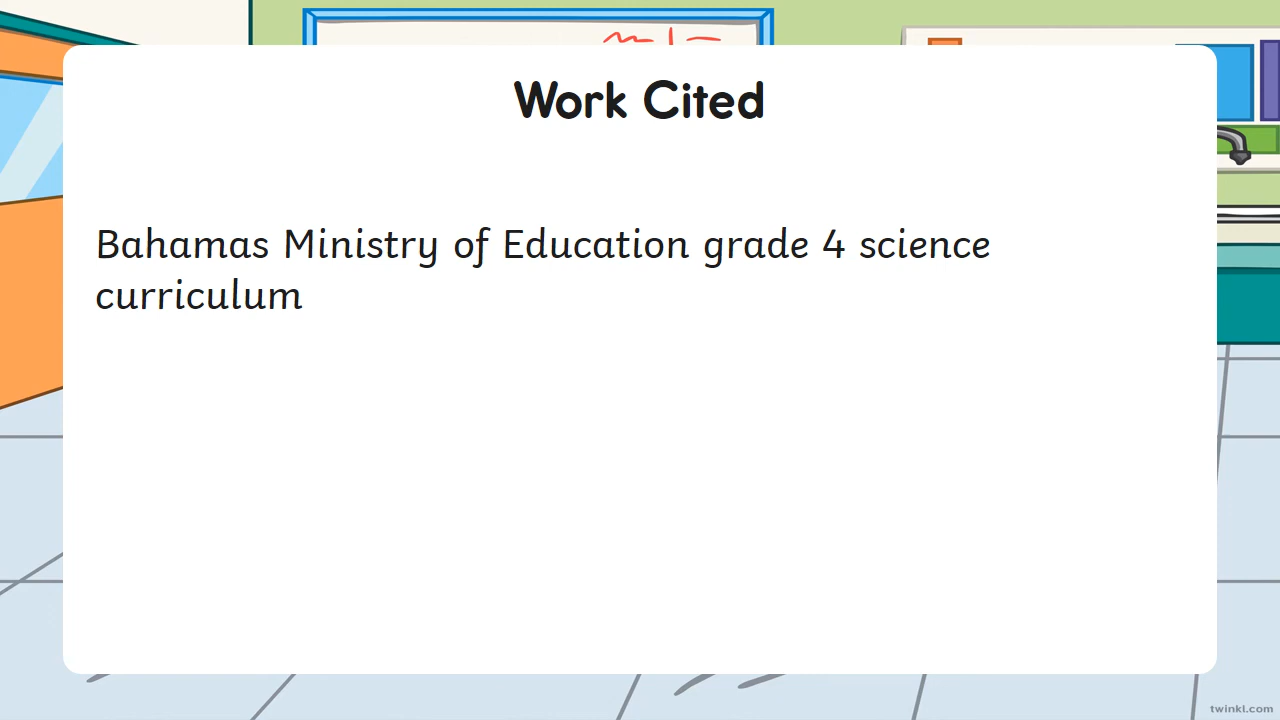 Work Cited
Bahamas Ministry of Education grade 4 science
curriculum
twinkl.com